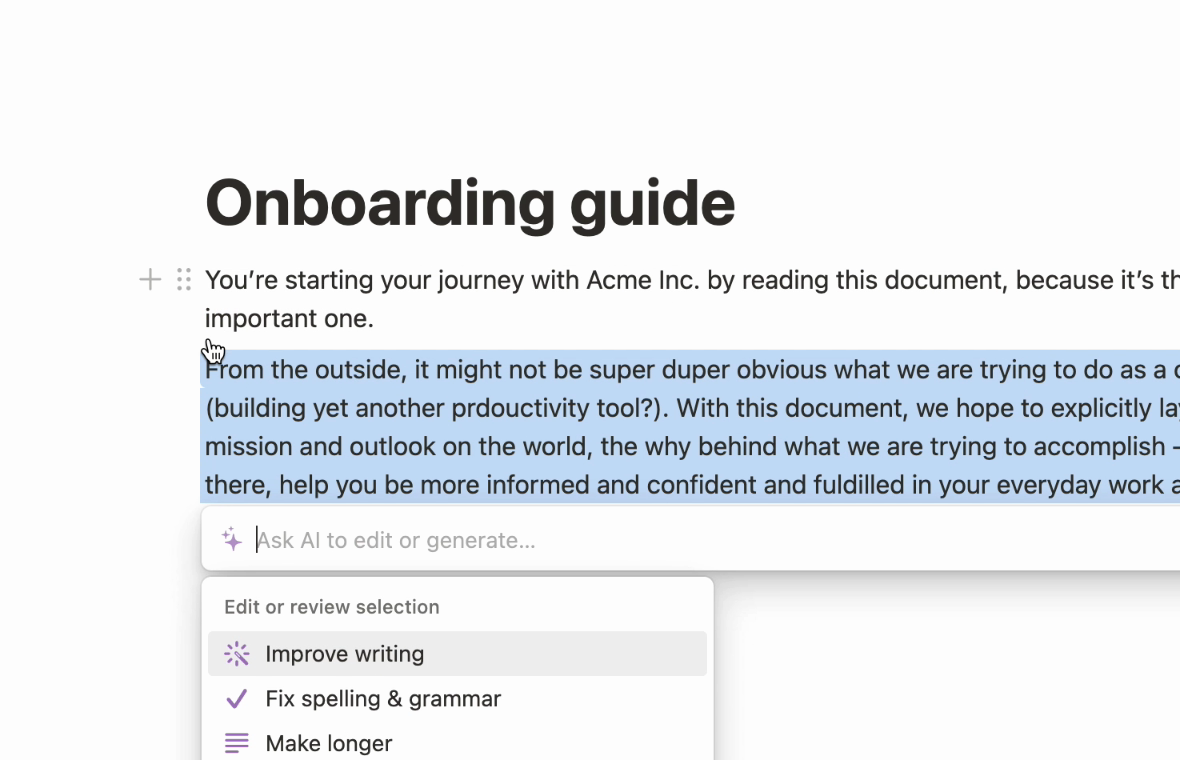 Onboarding guide
You’re starting your journey with Acme Inc. by reading this document, because it’s
important one.
From the outside, it might not be super duper obvious what we are trying to do as a
(building yet another prdouctivity tool?). With this document, we hope to explicitly
mission and outlook on the world, the why behind what we are trying to accomplish -
there, help you be more informed and confident and fuldilled in your everyday work
Ask AI to edit or generate...
Edit or review selection
Improve writing
Fix spelling & grammar
Make longer